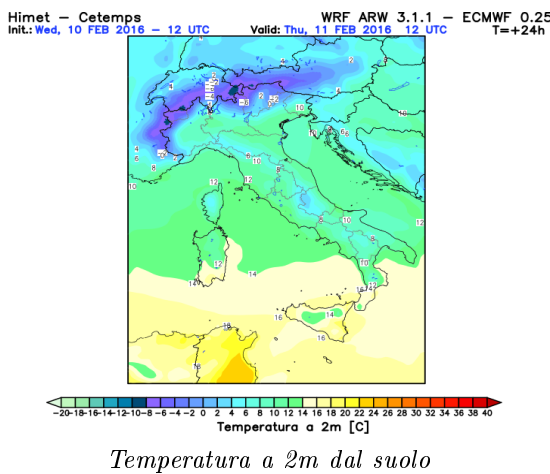 Himet – Cetemps WRF ARW 3.1.1 – ECMWF 0.25
Init.: Wed, 10 FEB 2016 – 12 UTC Valid: Thu, 11 FEB 2016 12 UTC T=+24h
-20 -18 -16 -14 -12 -10 -8 -6 -4 -2 0 2 4 6 8 10 12 14 16 18 20 22 24 26 28 30 32 34 36 38 40
Temperatura a 2m [C]
Temperatura a 2m dal suolo